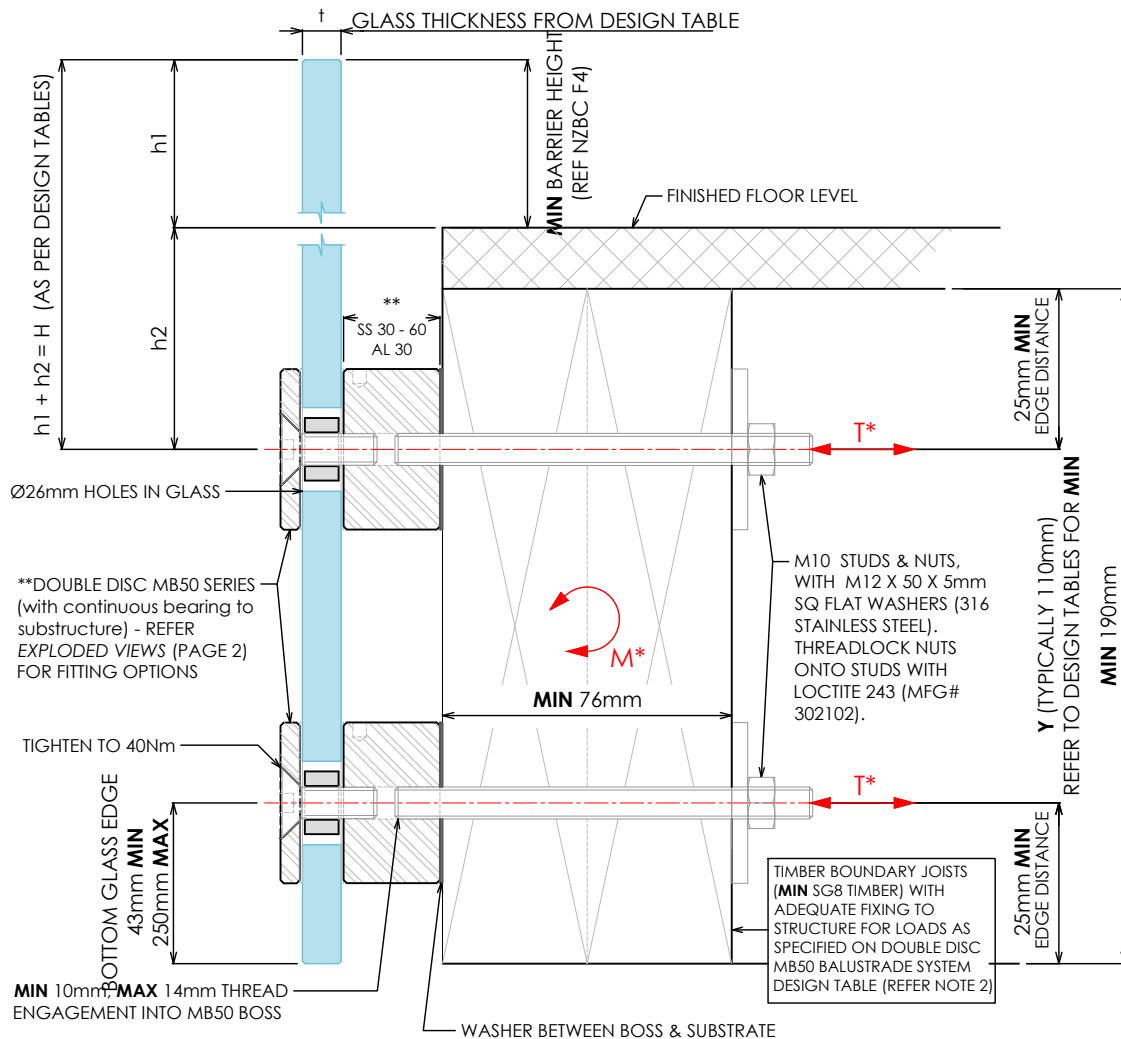 t
GLASS THICKNESS FROM DESIGN TABLE
h1 + h2 = H (AS PER DESIGN TABLES)
h1
h2
MIN BARRIER HEIGHT
(REF NZBC F4)
FINISHED FLOOR LEVEL
**
SS 30 - 60
AL 30
25mm MIN
EDGE DISTANCE
T*
Ø26mm HOLES IN GLASS
**DOUBLE DISC MB50 SERIES
(with continuous bearing to
substructure) - REFER
EXPLODED VIEWS (PAGE 2)
FOR FITTING OPTIONS
M10 STUDS & NUTS,
WITH M12 X 50 X 5mm
SQ FLAT WASHERS (316
STAINLESS STEEL).
THREADLOCK NUTS
ONTO STUDS WITH
LOCTITE 243 (MFG#
302102).
M*
MIN 76mm
Y (TYPICALLY 110mm)
REFER TO DESIGN TABLES FOR MIN
MIN 190mm
TIGHTEN TO 40Nm
T*
BOTTOM GLASS EDGE
43mm MIN
250mm MAX
25mm MIN
EDGE DISTANCE
TIMBER BOUNDARY JOISTS
(MIN SG8 TIMBER) WITH
ADEQUATE FIXING TO
STRUCTURE FOR LOADS AS
SPECIFIED ON DOUBLE DISC
MB50 BALUSTRADE SYSTEM
DESIGN TABLE (REFER NOTE 2)
MIN 10mm, MAX 14mm THREAD
ENGAGEMENT INTO MB50 BOSS
WASHER BETWEEN BOSS & SUBSTRATE